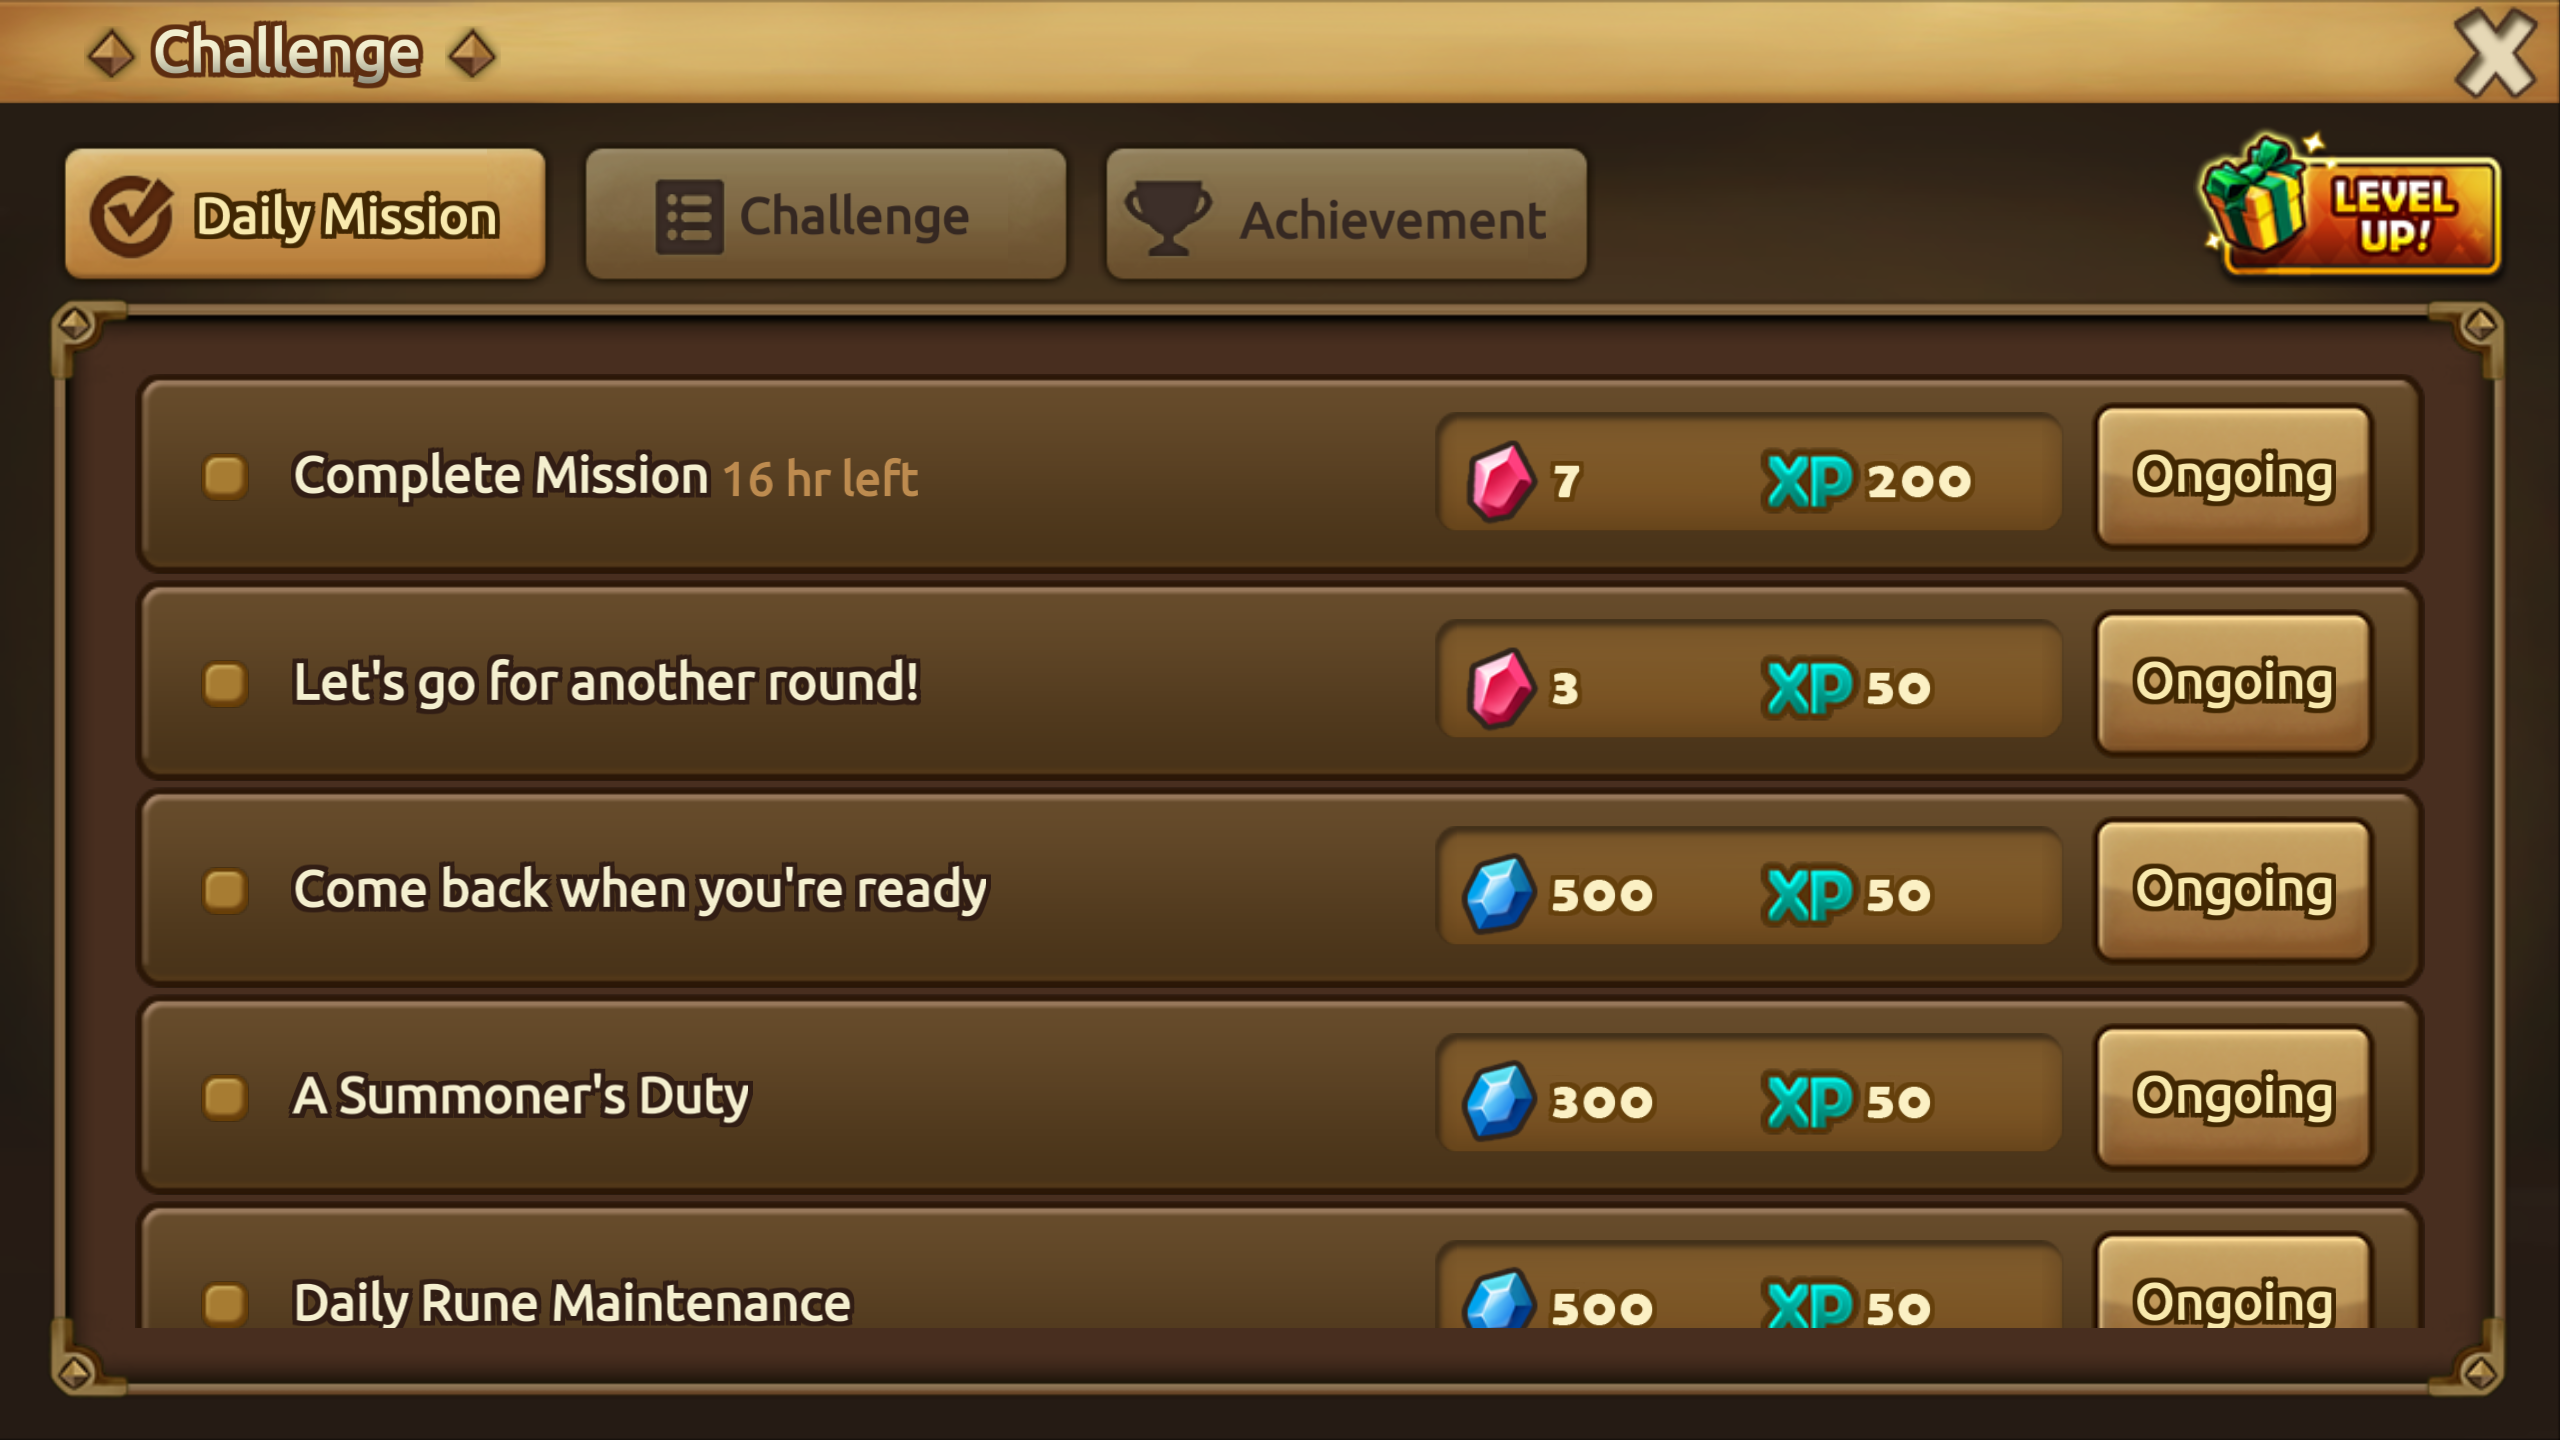 Challenge
Daily Mission
Challenge
Achievement
LEVEL
UP!
Complete Mission 16 hr left
7
XP 200
Ongoing
Let's go for another round!
3
XP 50
Ongoing
Come back when you're ready
500
XP 50
Ongoing
A Summoner's Duty
300
XP 50
Ongoing
Daily Rune Maintenance
500
XP 50
Ongoing